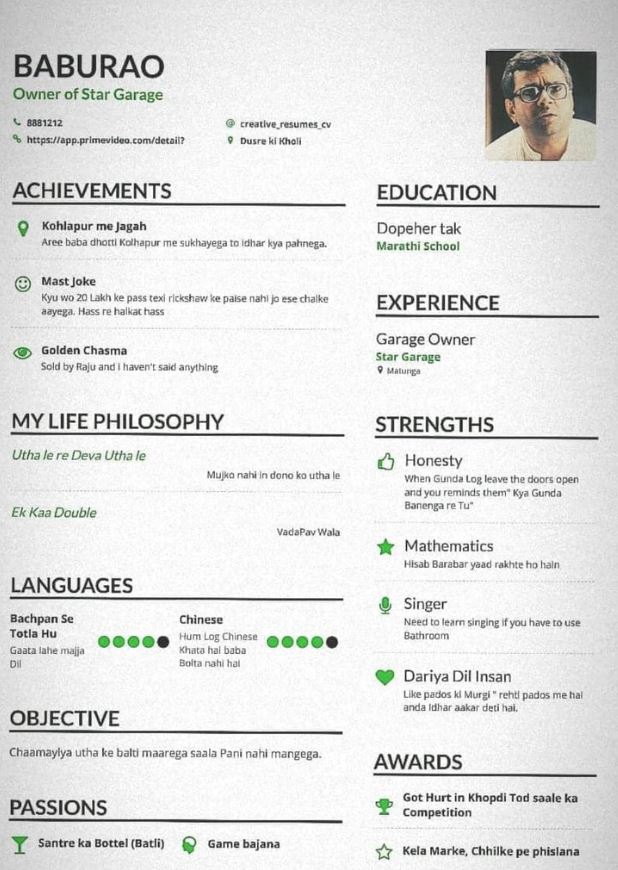 BABURAO
Owner of Star Garage
8881212
@ creative_resumes_cv
https://app.primevideo.com/detail?
Dusre ki Kholi
ACHIEVEMENTS
Kohlapur me Jagah
Aree baba dhotti Kolhapur me sukhayega to idhar kya pahnega.
Mast Joke
Kyu wo 20 Lakh ke pass texi rickshaw ke paise nahi jo ese chalke
aayega. Hass re halkat hass
Golden Chasma
Sold by Raju and i haven't said anything
MY LIFE PHILOSOPHY
Utha le re Deva Utha le
Mujko nahi in dono ko utha le
Ek Kaa Double
VadaPav Wala
LANGUAGES
Bachpan Se
Totla Hu
Gaata lahe majja
Dil
Chinese
Hum Log Chinese
Khata hai baba
Bolta nahi hai
OBJECTIVE
Chaamaylya utha ke balti maarega saala Pani nahi mangega.
PASSIONS
Santre ka Bottel (Batli)
Game bajana
EDUCATION
Dopeher tak
Marathi School
EXPERIENCE
Garage Owner
Star Garage
Matunga
STRENGTHS
Honesty
When Gunda Log leave the doors open
and you reminds them" Kya Gunda
Banenga re Tu"
Mathematics
Hisab Barabar yaad rakhte ho hain
Singer
Need to learn singing if you have to use
Bathroom
Dariya Dil Insan
Like pados ki Murgi " rehti pados me hai
anda Idhar aakar deti hai.
AWARDS
Got Hurt in Khopdi Tod saale ka
Competition
Kela Marke, Chhilke pe phislana